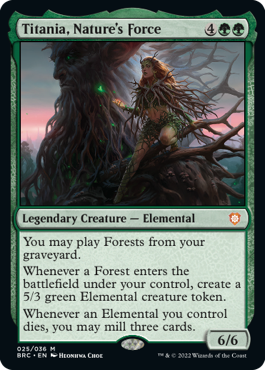 Titania, Nature's Force 4
Legendary Creature — Elemental
You may play Forests from your
graveyard.
Whenever a Forest enters the
battlefield under your control, create a
5/3 green Elemental creature token.
Whenever an Elemental you control
dies, you may mill three cards.
6/6
025/036 M
BRC • EN HEONHWA CHOE
™ & © 2022 Wizards of the Coast